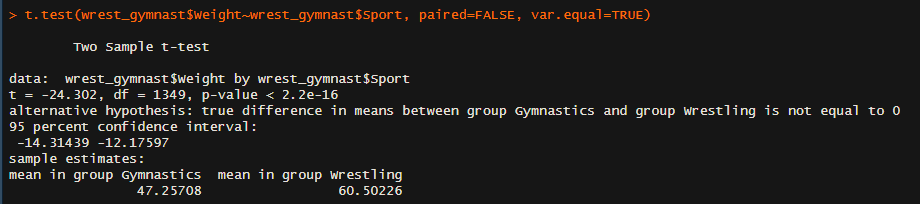 > t.test(wrest_gymnast$Weight~wrest_gymnast$Sport, paired=FALSE, var.equal=TRUE)
Two Sample t-test
data:  wrest_gymnast$Weight by wrest_gymnast$Sport
t = -24.302, df = 1349, p-value < 2.2e-16
alternative hypothesis: true difference in means between group Gymnastics and group Wrestling is not equal to 0
95 percent confidence interval:
 -14.31439 -12.17597
sample estimates:
mean in group Gymnastics  mean in group Wrestling
                47.25708                 60.50226